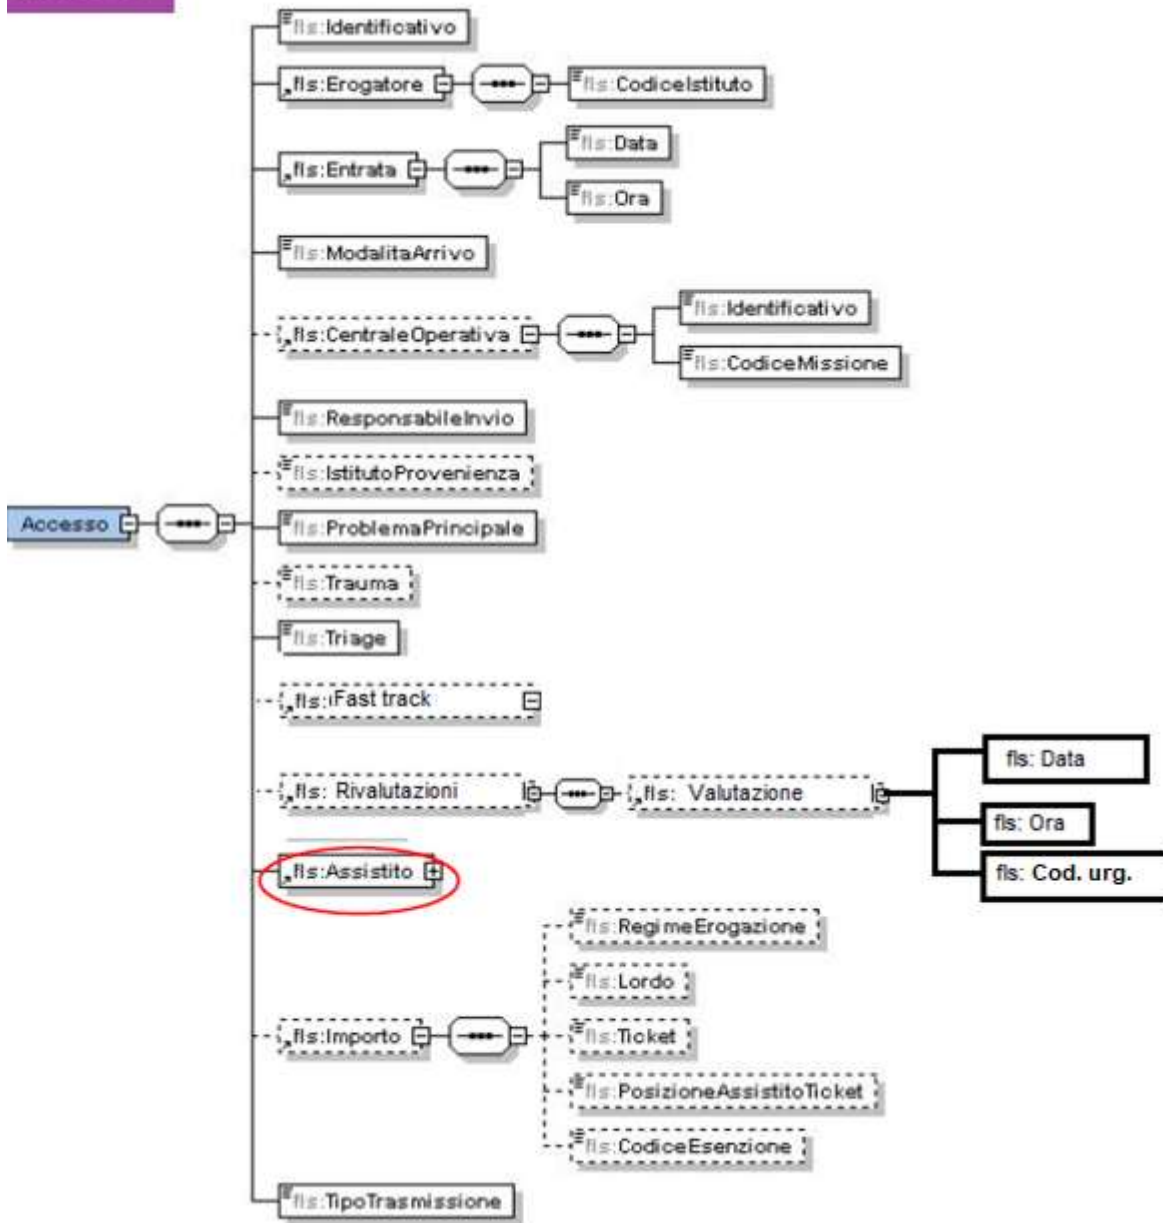 fls:Identificativo
fls:Erogatore
fls:CodiceIstituto
fls:Entrata
fls:Data
fls:Ora
fls:ModalitaArrivo
fls:CentraleOperativa
fls:Identificativo
fls:CodiceMissione
fls:ResponsabileInvio
fls:IstitutoProvenienza
Accesso
fls:ProblemaPrincipale
fls:Trauma
fls:Triage
fls:Fast track
fls: Rivalutazioni
fls: Valutazione
fls: Data
fls: Ora
fls: Cod. urg.
fls:Assistito
fls:RegimeErogazione
fls:Lordo
fls:Importo
fls:Ticket
fls:PosizioneAssistitoTicket
fls:CodiceEsenzione
fls:TipoTrasmissione